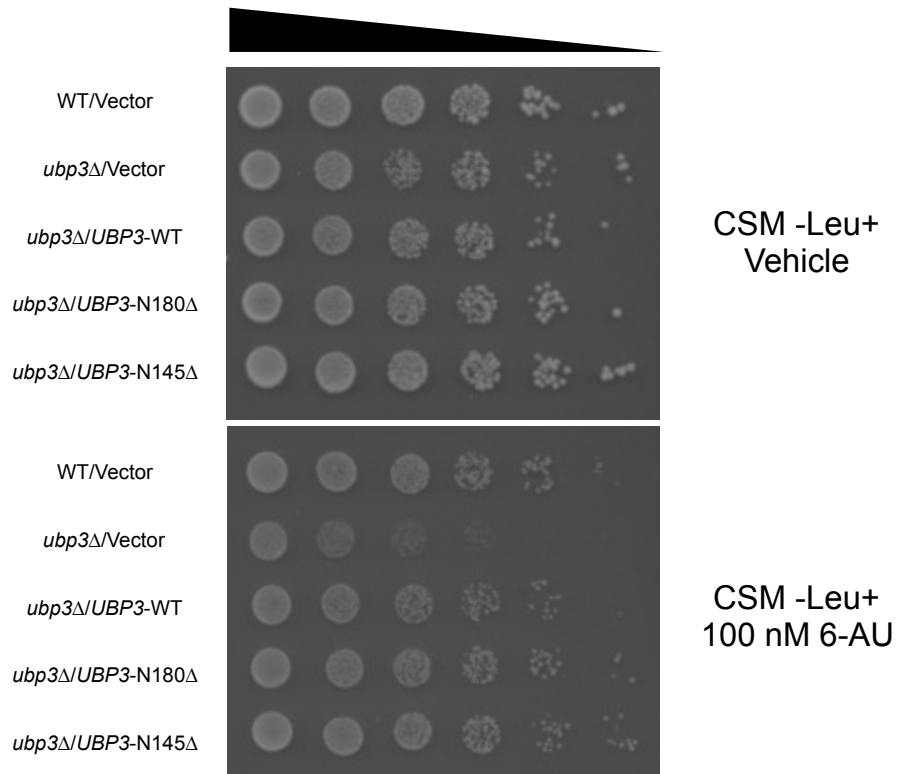 WT/Vector
ubp3Δ/Vector
ubp3Δ/UBP3-WT
ubp3Δ/UBP3-N180Δ
ubp3Δ/UBP3-N145Δ
CSM -Leu+
Vehicle
WT/Vector
ubp3Δ/Vector
ubp3Δ/UBP3-WT
ubp3Δ/UBP3-N180Δ
ubp3Δ/UBP3-N145Δ
CSM -Leu+
100 nM 6-AU